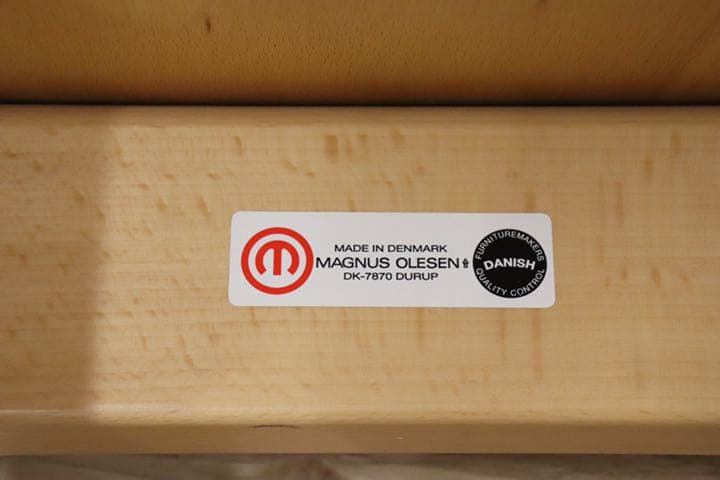 MADE IN DENMARK
MAGNUS OLESEN A/S
DK-7870 DURUP
FURNITUREMAKERS
DANISH
QUALITY CONTROL